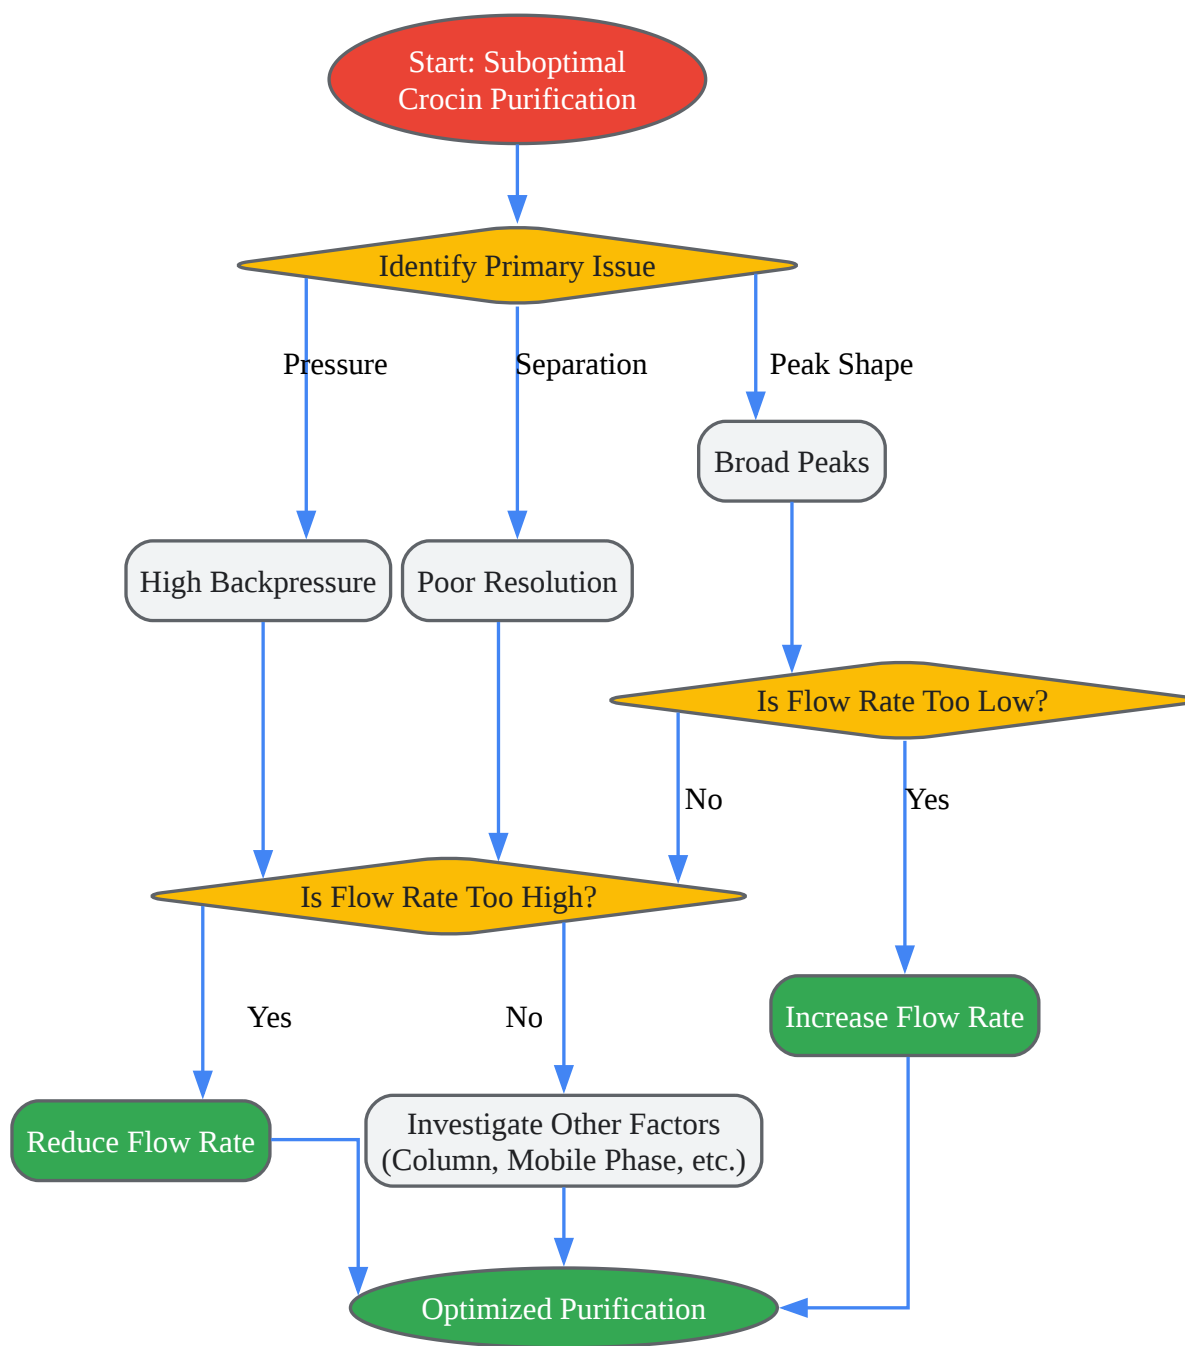 Start: Suboptimal
Crocin Purification
Identify Primary Issue
Pressure
Separation
Peak Shape
Broad Peaks
High Backpressure
Poor Resolution
Is Flow Rate Too Low?
No
Yes
Is Flow Rate Too High?
Yes
No
Increase Flow Rate
Reduce Flow Rate
Investigate Other Factors
(Column, Mobile Phase, etc.)
Optimized Purification